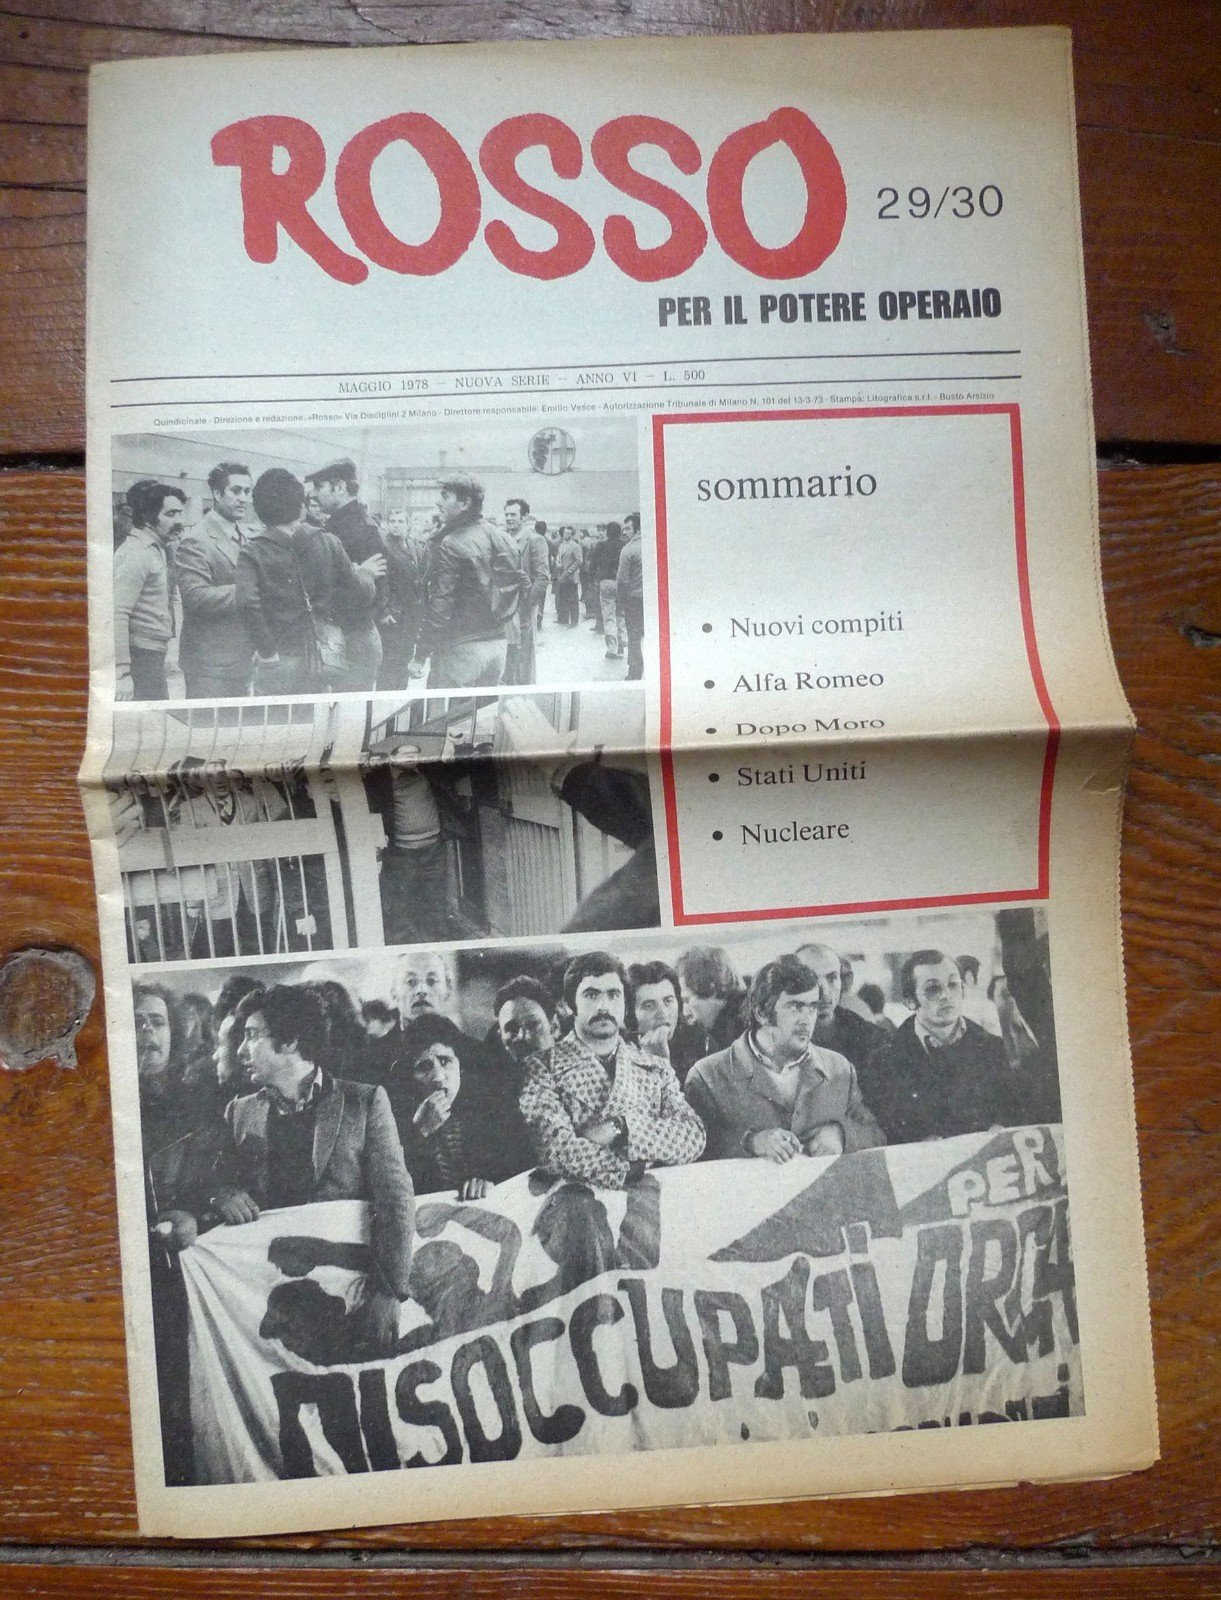 ROSSO
29/30
PER IL POTERE OPERAIO
MAGGIO 1978 — NUOVA SERIE — ANNO VI — L. 500
Quindicinale - Direzione e redazione: «Rosso» Via Disciplini 2 Milano - Direttore responsabile: Emilio Vesce - Autorizzazione Tribunale di Milano N. 101 del 13-3-73 - Stampa: Litografica s.r.l. - Busto Arsizio
sommario
• Nuovi compiti
• Alfa Romeo
• Dopo Moro
• Stati Uniti
• Nucleare
PER
DISOCCUPATI ORGA